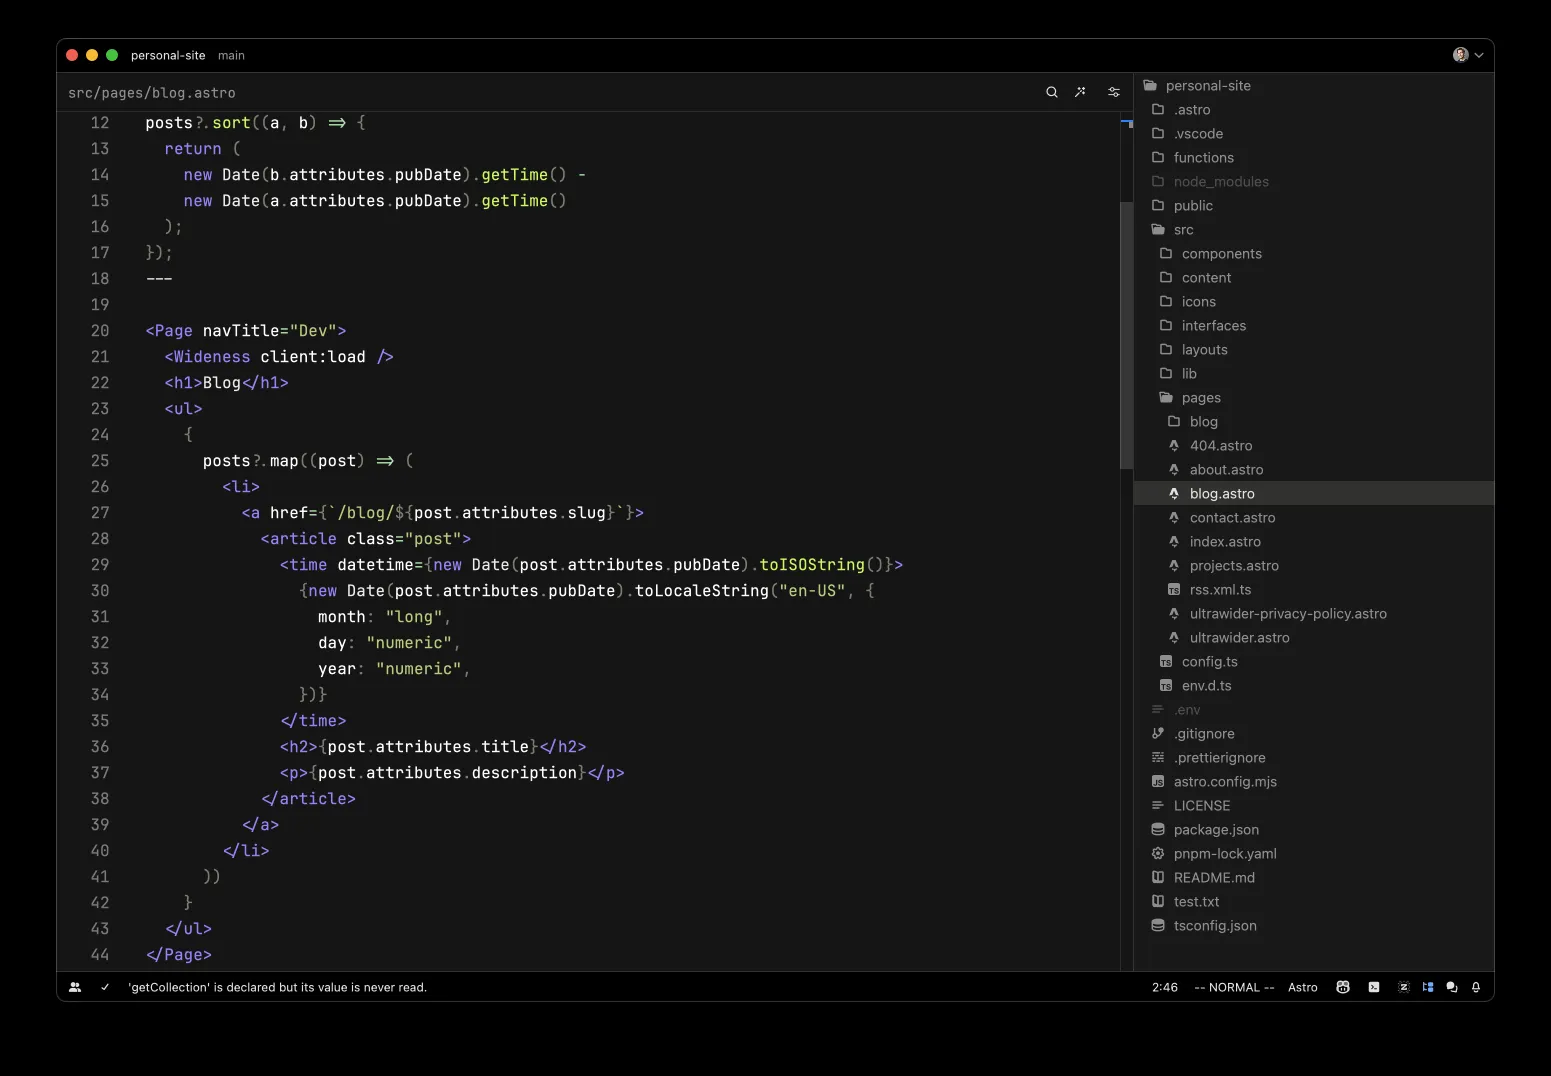 personal-site main
src/pages/blog.astro
12 posts?.sort((a, b) => {
13 return (
14 new Date(b.attributes.pubDate).getTime() -
15 new Date(a.attributes.pubDate).getTime()
16 );
17 });
18 ---
19
20 <Page navTitle="Dev">
21 <Wideness client:load />
22 <h1>Blog</h1>
23 <ul>
24 {
25 posts?.map((post) => (
26 <li>
27 <a href={`/blog/${post.attributes.slug}`}>
28 <article class="post">
29 <time datetime={new Date(post.attributes.pubDate).toISOString()}>
30 {new Date(post.attributes.pubDate).toLocaleString("en-US", {
31 month: "long",
32 day: "numeric",
33 year: "numeric",
34 })}
35 </time>
36 <h2>{post.attributes.title}</h2>
37 <p>{post.attributes.description}</p>
38 </article>
39 </a>
40 </li>
41 ))
42 }
43 </ul>
44 </Page>
personal-site
.astro
.vscode
functions
node_modules
public
src
components
content
icons
interfaces
layouts
lib
pages
blog
404.astro
about.astro
blog.astro
contact.astro
index.astro
projects.astro
TS rss.xml.ts
ultrawider-privacy-policy.astro
ultrawider.astro
TS config.ts
TS env.d.ts
.env
.gitignore
.prettierignore
JS astro.config.mjs
LICENSE
package.json
pnpm-lock.yaml
README.md
test.txt
tsconfig.json
'getCollection' is declared but its value is never read.
2:46 -- NORMAL -- Astro